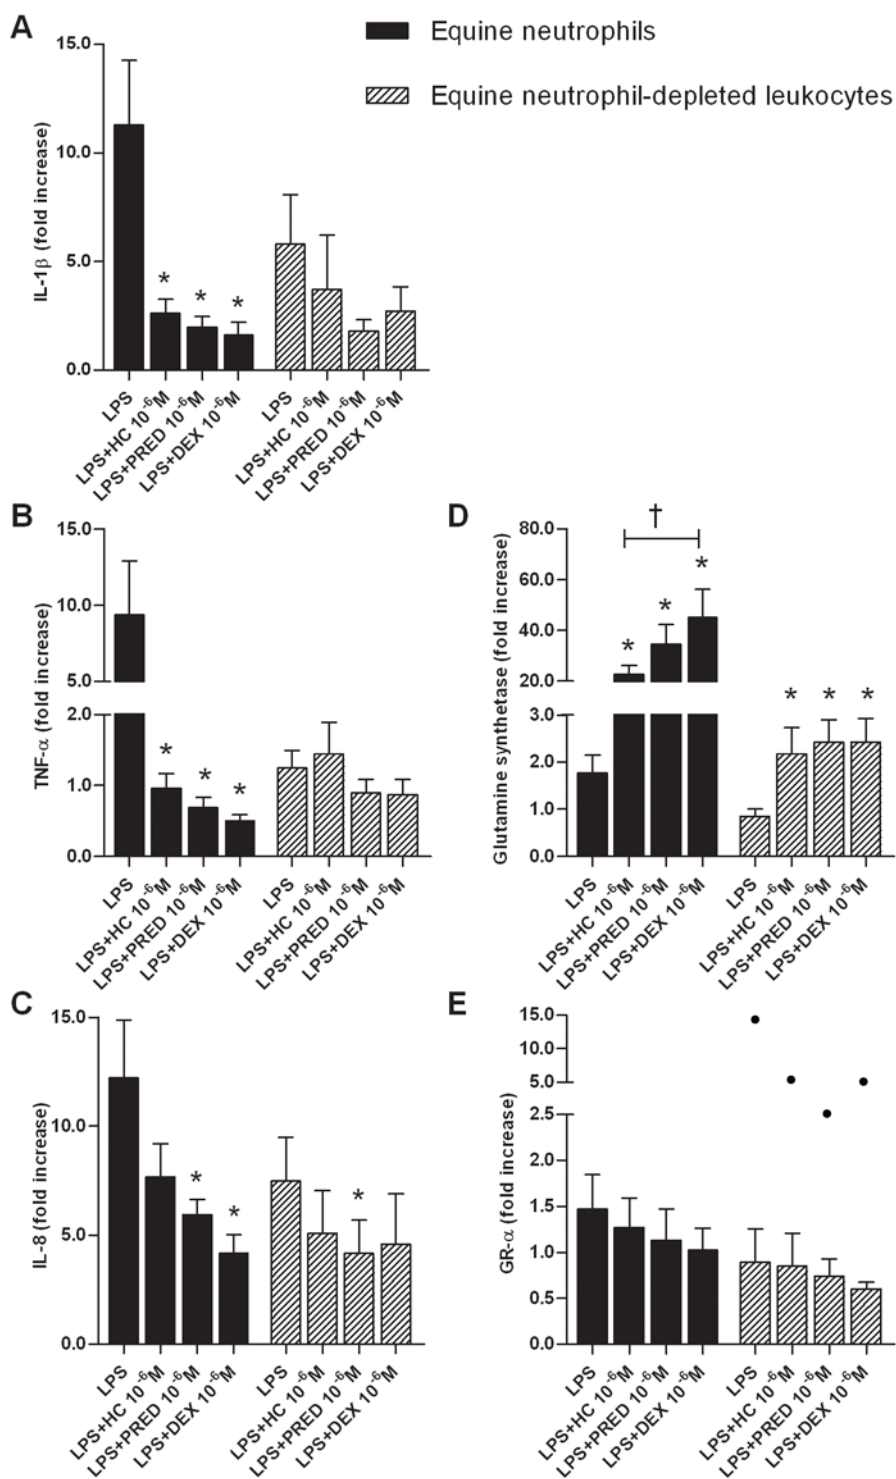 A
Equine neutrophils
Equine neutrophil-depleted leukocytes
IL-1β (fold increase)
15.0
10.0
5.0
0.0
* * *
LPS
LPS+HC 10⁻⁶M
LPS+PRED 10⁻⁶M
LPS+DEX 10⁻⁶M
LPS
LPS+HC 10⁻⁶M
LPS+PRED 10⁻⁶M
LPS+DEX 10⁻⁶M
B
TNF-α (fold increase)
15.0
10.0
5.0
2.0
1.0
0.0
* * *
LPS
LPS+HC 10⁻⁶M
LPS+PRED 10⁻⁶M
LPS+DEX 10⁻⁶M
LPS
LPS+HC 10⁻⁶M
LPS+PRED 10⁻⁶M
LPS+DEX 10⁻⁶M
D
Glutamine synthetase (fold increase)
80.0
60.0
40.0
20.0
3.0
2.0
1.0
0.0
†
* * * * * *
LPS
LPS+HC 10⁻⁶M
LPS+PRED 10⁻⁶M
LPS+DEX 10⁻⁶M
LPS
LPS+HC 10⁻⁶M
LPS+PRED 10⁻⁶M
LPS+DEX 10⁻⁶M
C
IL-8 (fold increase)
15.0
10.0
5.0
0.0
* * *
LPS
LPS+HC 10⁻⁶M
LPS+PRED 10⁻⁶M
LPS+DEX 10⁻⁶M
LPS
LPS+HC 10⁻⁶M
LPS+PRED 10⁻⁶M
LPS+DEX 10⁻⁶M
E
GR-α (fold increase)
15.0
10.0
5.0
2.5
2.0
1.5
1.0
0.5
0.0
LPS
LPS+HC 10⁻⁶M
LPS+PRED 10⁻⁶M
LPS+DEX 10⁻⁶M
LPS
LPS+HC 10⁻⁶M
LPS+PRED 10⁻⁶M
LPS+DEX 10⁻⁶M